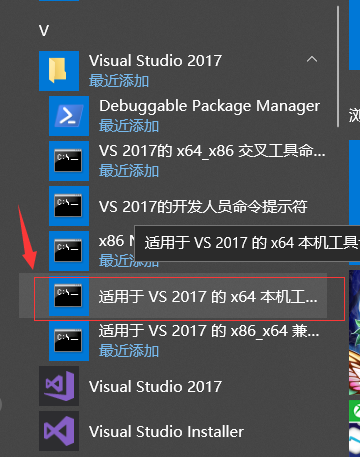 V
Visual Studio 2017
最近添加
Debuggable Package Manager
最近添加
VS 2017的 x64_x86 交叉工具命...
最近添加
VS 2017的开发人员命令提示符
x86 N
适用于 VS 2017 的 x64 本机工具
最近添加
适用于 VS 2017 的 x64 本机工...
适用于 VS 2017 的 x86_x64 兼...
最近添加
Visual Studio 2017
Visual Studio Installer